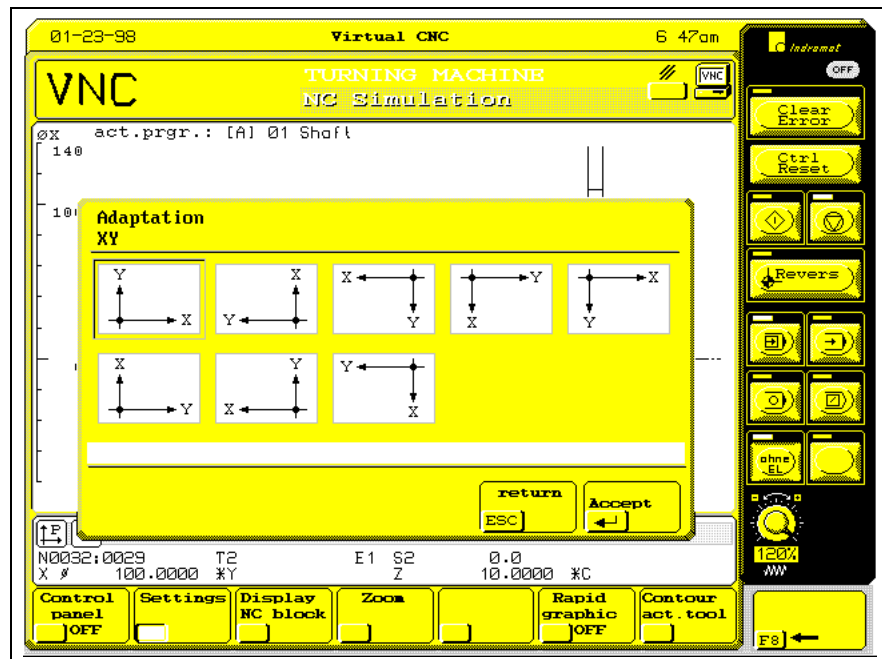 01-23-98 Virtual CNC 6 47am
Indramat
OFF
VNC
TURNING MACHINE
NC Simulation
VNC
Clear
Error
Ctrl
Reset
Revers
ohne
EL
120%
øX act.prgr.: [A] 01 Shaft
140
10
Adaptation
XY
Y X
X Y
X Y
Y X
X Y
X Y
Y X
Y X
return
ESC
Accept
F
N0032:0029 T2 E1 S2 0.0
X ø 100.0000 *Y Z 10.0000 *C
Control
panel
OFF
Settings
Display
NC block
Zoom
Rapid
graphic
OFF
Contour
act.tool
F8